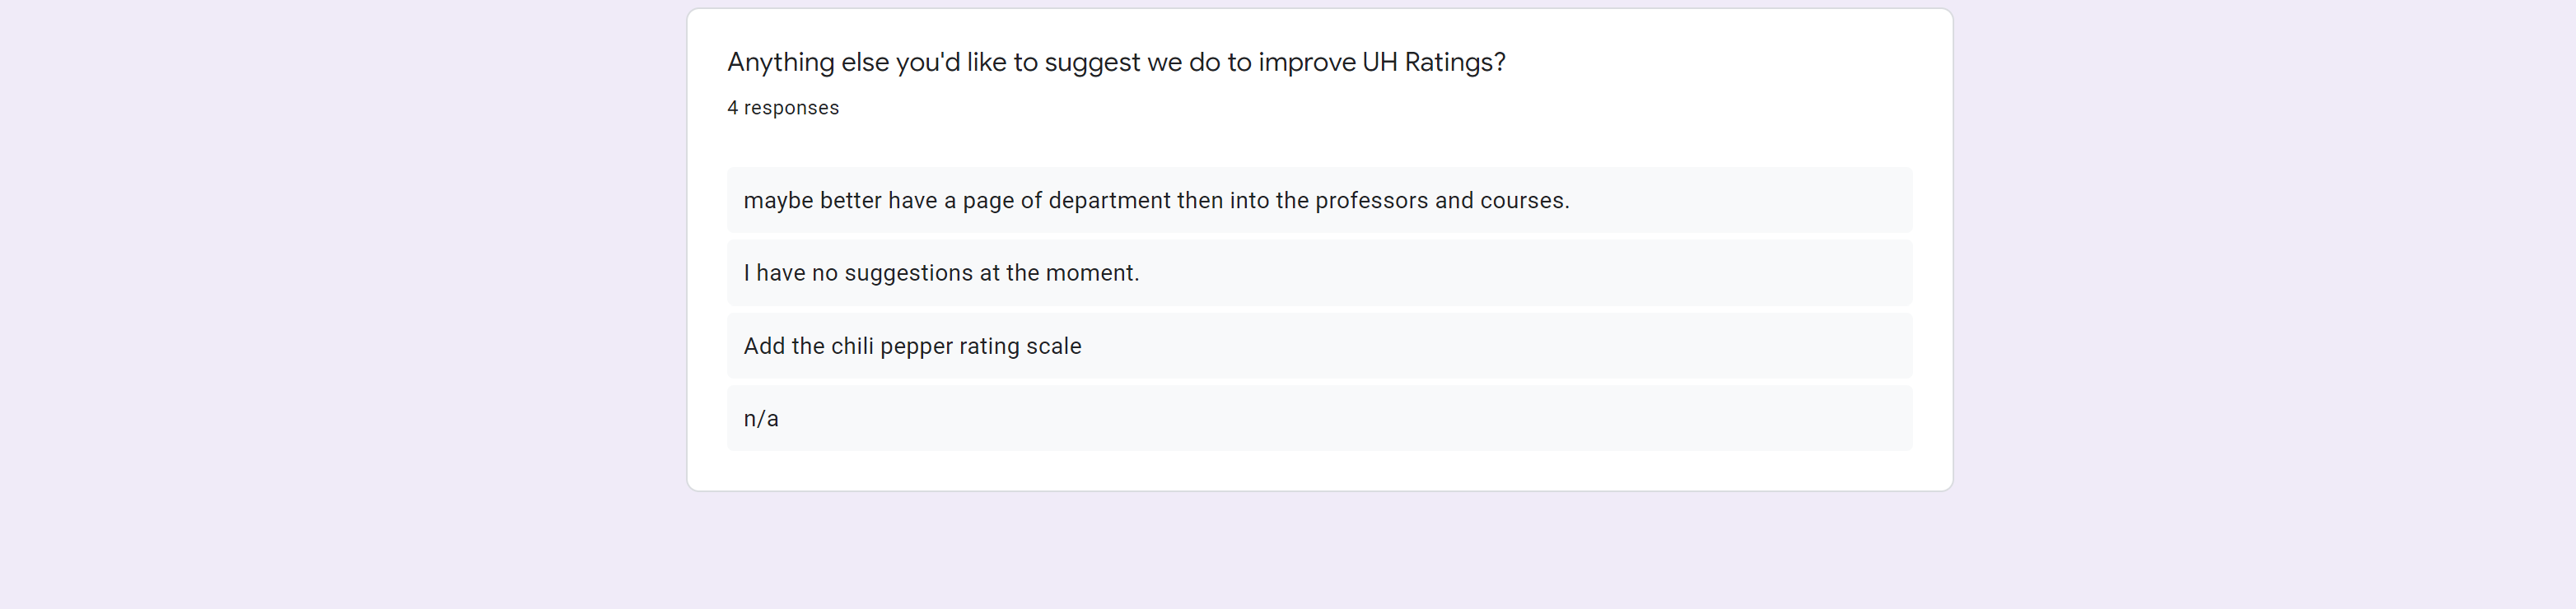 Anything else you'd like to suggest we do to improve UH Ratings?
4 responses
maybe better have a page of department then into the professors and courses.
I have no suggestions at the moment.
Add the chili pepper rating scale
n/a